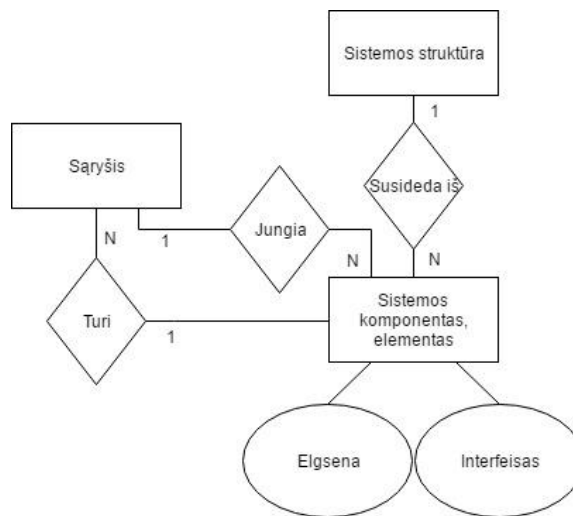 Sistemos struktūra
1
Sąryšis
Susideda iš
N
1
Jungia
N
N
Turi
1
Sistemos
komponentas,
elementas
Elgsena
Interfeisas